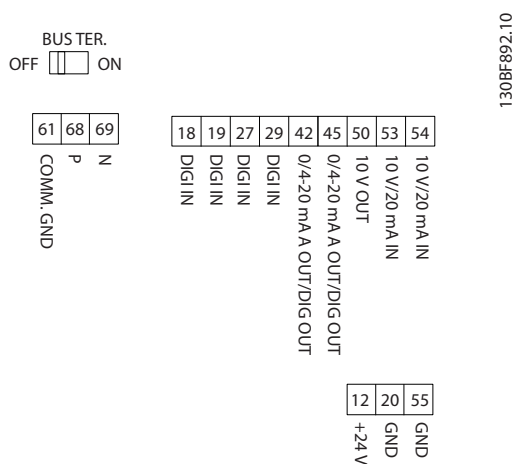 130BF892.10
BUS TER.
OFF ON
61 68 69
COMM. GND
P
N
18 19 27 29 42 45 50 53 54
DIGI IN
DIGI IN
DIGI IN
DIGI IN
0/4-20 mA A OUT/DIG OUT
0/4-20 mA A OUT/DIG OUT
10 V OUT
10 V/20 mA IN
10 V/20 mA IN
12 20 55
+24 V
GND
GND